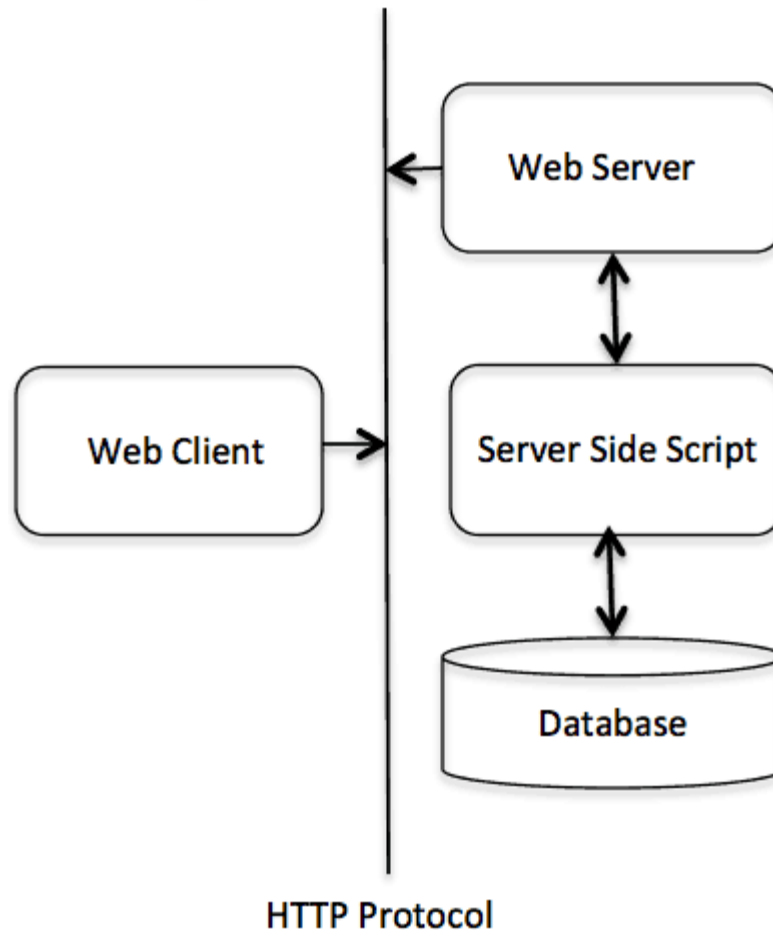 Web Server
Web Client
Server Side Script
Database
HTTP Protocol